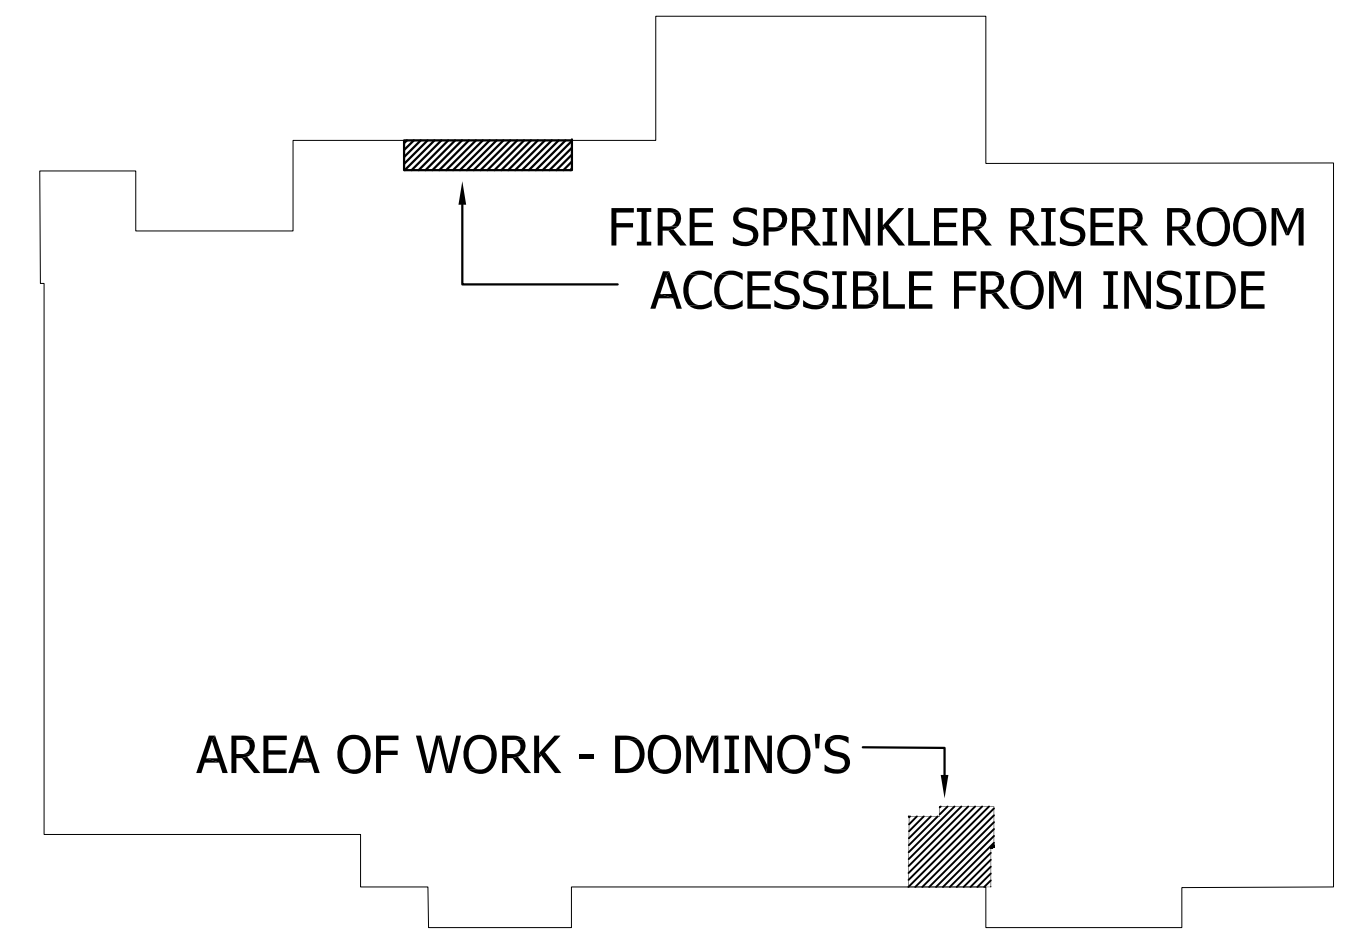 FIRE SPRINKLER RISER ROOM
ACCESSIBLE FROM INSIDE
AREA OF WORK - DOMINO'S